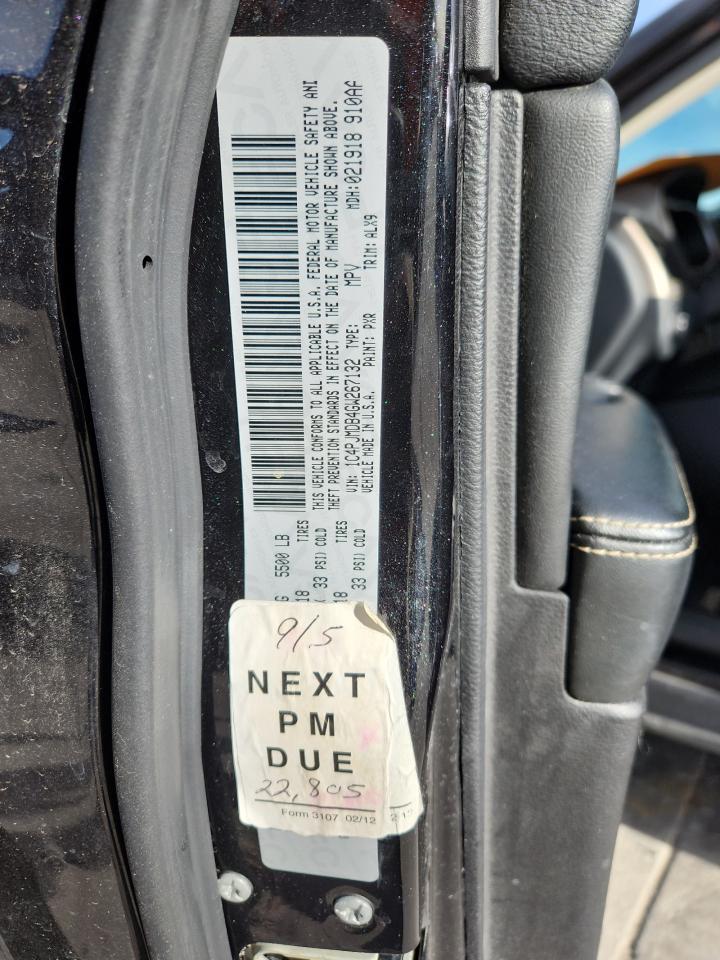 G 5500 LB
18 TIRES
33 PSI) COLD
18 TIRES
33 PSI) COLD
THIS VEHICLE CONFORMS TO ALL APPLICABLE U.S.A. FEDERAL MOTOR VEHICLE SAFETY ANI
THEFT PREVENTION STANDARDS IN EFFECT ON THE DATE OF MANUFACTURE SHOWN ABOVE.
VIN: 1C4PJMDB4GW267132 TYPE: MPV MDH:021918 910AF
VEHICLE MADE IN U.S.A. PAINT: PXR TRIM: ALX9
9/5
NEXT
PM
DUE
22,805
Form 3107 02/12